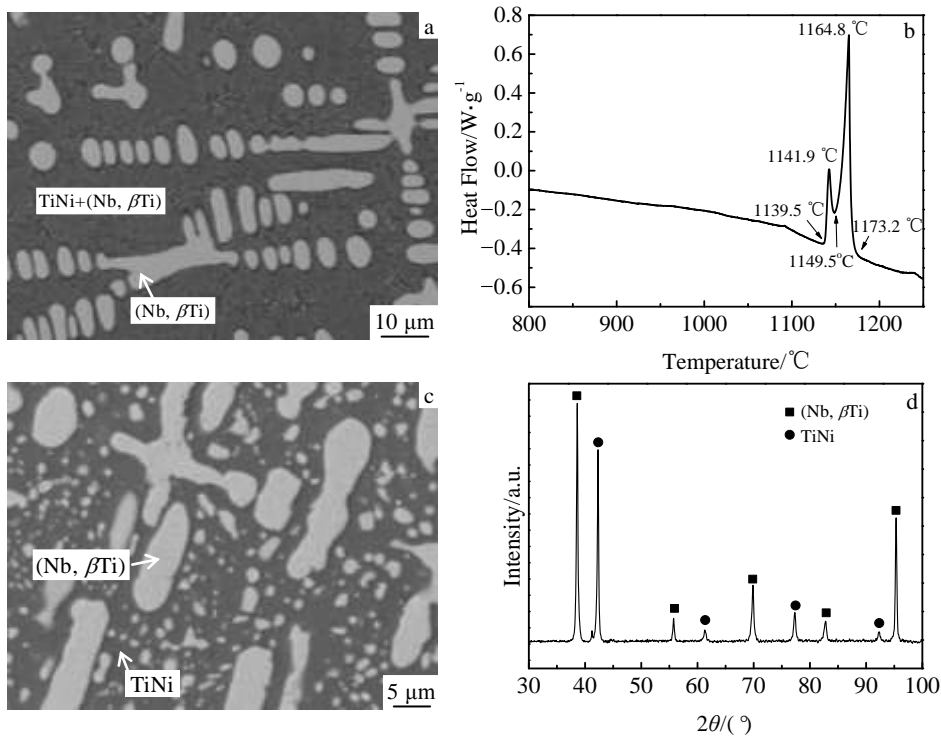 a
TiNi+(Nb, βTi)
(Nb, βTi)
10 μm
b
1164.8 ℃
1141.9 ℃
1139.5 ℃
1149.5℃
1173.2 ℃
Heat Flow/W·g⁻¹
0.8
0.6
0.4
0.2
0.0
−0.2
−0.4
−0.6
800 900 1000 1100 1200
Temperature/℃
c
(Nb, βTi)
TiNi
5 μm
d
■ (Nb, βTi)
● TiNi
Intensity/a.u.
30 40 50 60 70 80 90 100
2θ/(°)